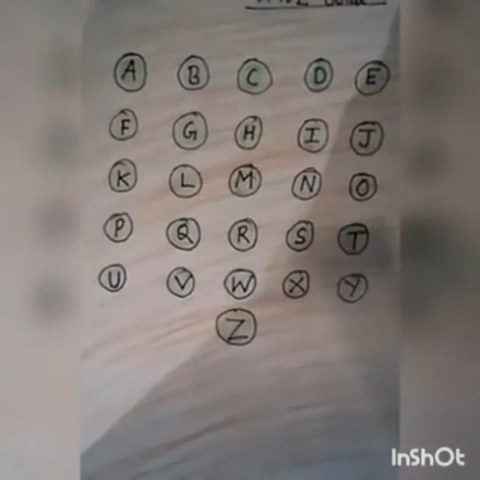 A B C D E
F G H I J
K L M N O
P Q R S T
U V W X Y
Z
InShOt